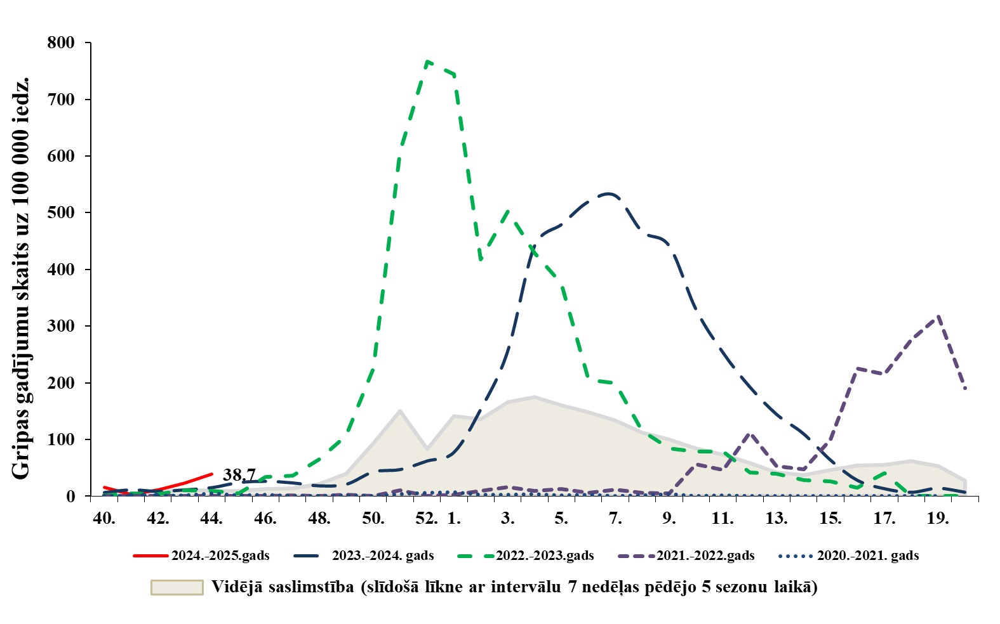 Gripas gadījumu skaits uz 100 000 iedz.
800
700
600
500
400
300
200
100
0
38.7
40. 42. 44. 46. 48. 50. 52. 1. 3. 5. 7. 9. 11. 13. 15. 17. 19.
2024.-2025.gads 2023.-2024. gads 2022.-2023.gads 2021.-2022.gads 2020.-2021. gads
Vidējā saslimstība (slīdošā līkne ar intervālu 7 nedēļas pēdējo 5 sezonu laikā)